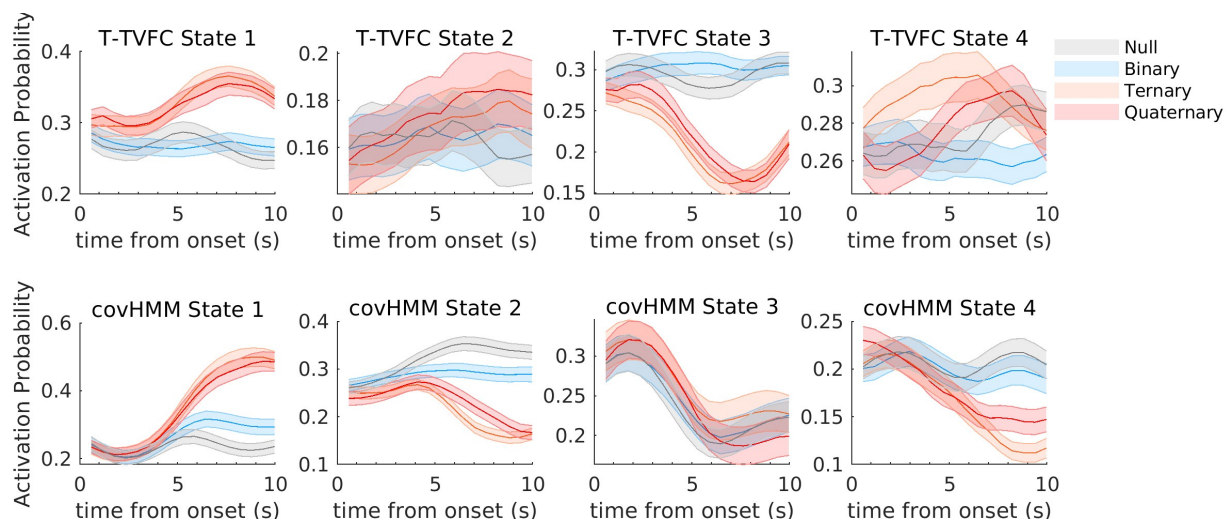 T-TVFC State 1
Activation Probability
0.4
0.3
0.2
0 5 10
time from onset (s)
T-TVFC State 2
0.2
0.18
0.16
0 5 10
time from onset (s)
T-TVFC State 3
0.3
0.25
0.2
0.15
0 5 10
time from onset (s)
T-TVFC State 4
0.3
0.28
0.26
0 5 10
time from onset (s)
Null
Binary
Ternary
Quaternary
covHMM State 1
Activation Probability
0.6
0.4
0.2
0 5 10
time from onset (s)
covHMM State 2
0.4
0.3
0.2
0.1
0 5 10
time from onset (s)
covHMM State 3
0.3
0.25
0.2
0 5 10
time from onset (s)
covHMM State 4
0.25
0.2
0.15
0.1
0 5 10
time from onset (s)